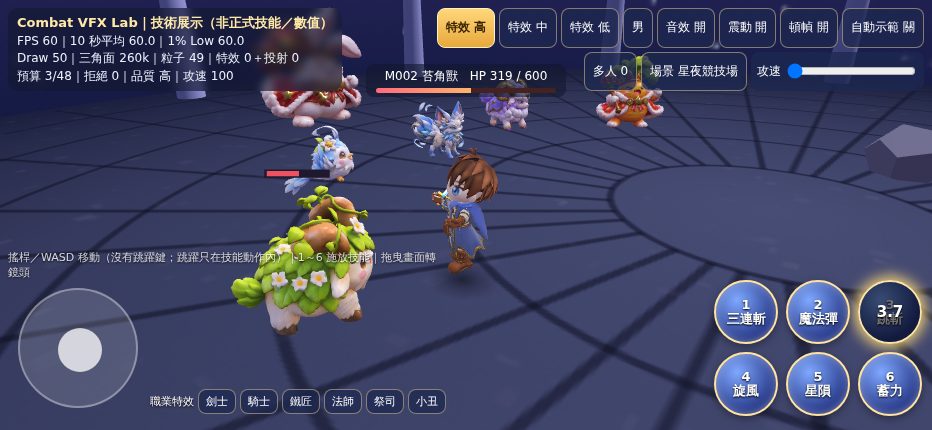 Combat VFX Lab｜技術展示（非正式技能／數值）
FPS 60｜10 秒平均 60.0｜1% Low 60.0
Draw 50｜三角面 260k｜粒子 49｜特效 0＋投射 0
預算 3/48｜拒絕 0｜品質 高｜攻速 100
特效 高
特效 中
特效 低
男
音效 開
震動 開
頓幀 開
自動示範 關
M002 苔角獸 HP 319 / 600
多人 0
場景 星夜競技場
攻速
搖桿／WASD 移動（沒有跳躍鍵；跳躍只在技能動作內）｜1～6 施放技能｜拖曳畫面轉
鏡頭
1
三連斬
2
魔法彈
3
跳斬
3.7
4
旋風
5
星隕
6
蓄力
職業特效
劍士
騎士
鐵匠
法師
祭司
小丑